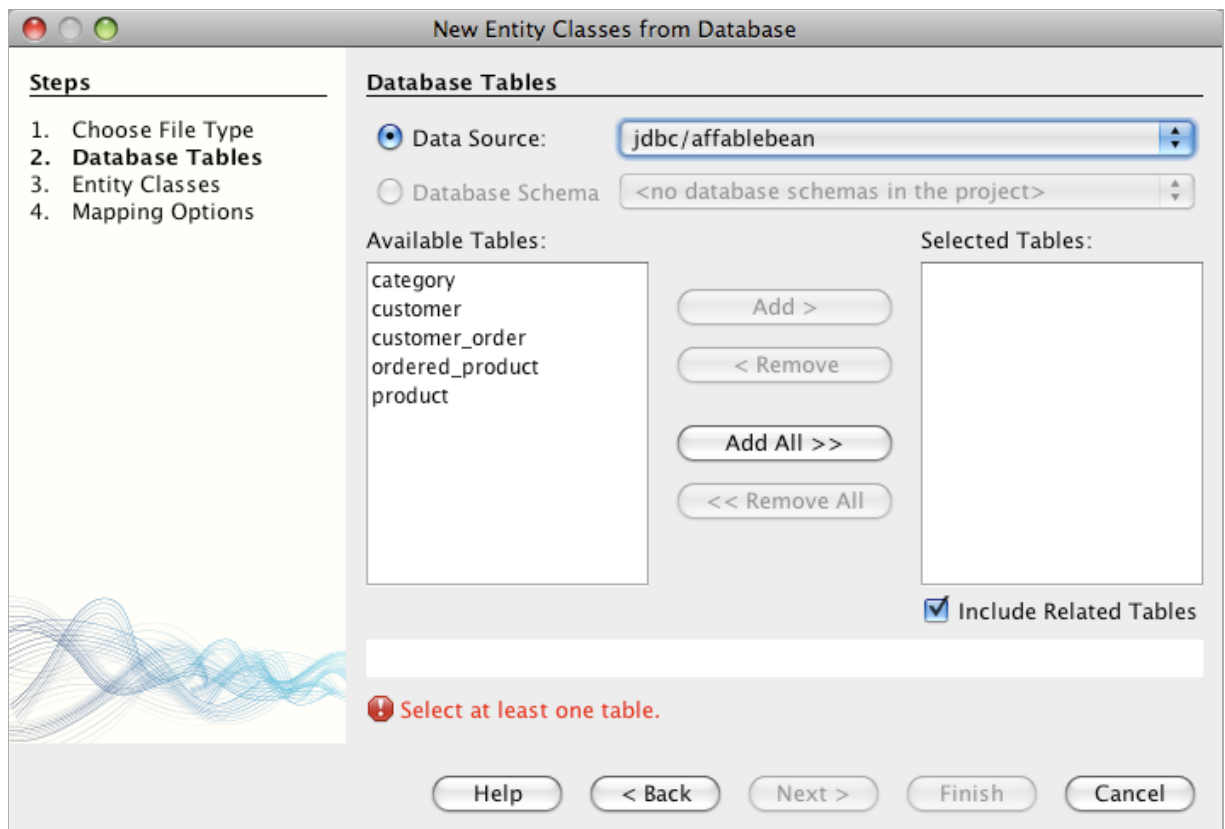 New Entity Classes from Database
Steps
1. Choose File Type
2. Database Tables
3. Entity Classes
4. Mapping Options
Database Tables
Data Source: jdbc/affablebean
Database Schema <no database schemas in the project>
Available Tables:
category
customer
customer_order
ordered_product
product
Add >
< Remove
Add All >>
<< Remove All
Selected Tables:
Include Related Tables
Select at least one table.
Help < Back Next > Finish Cancel